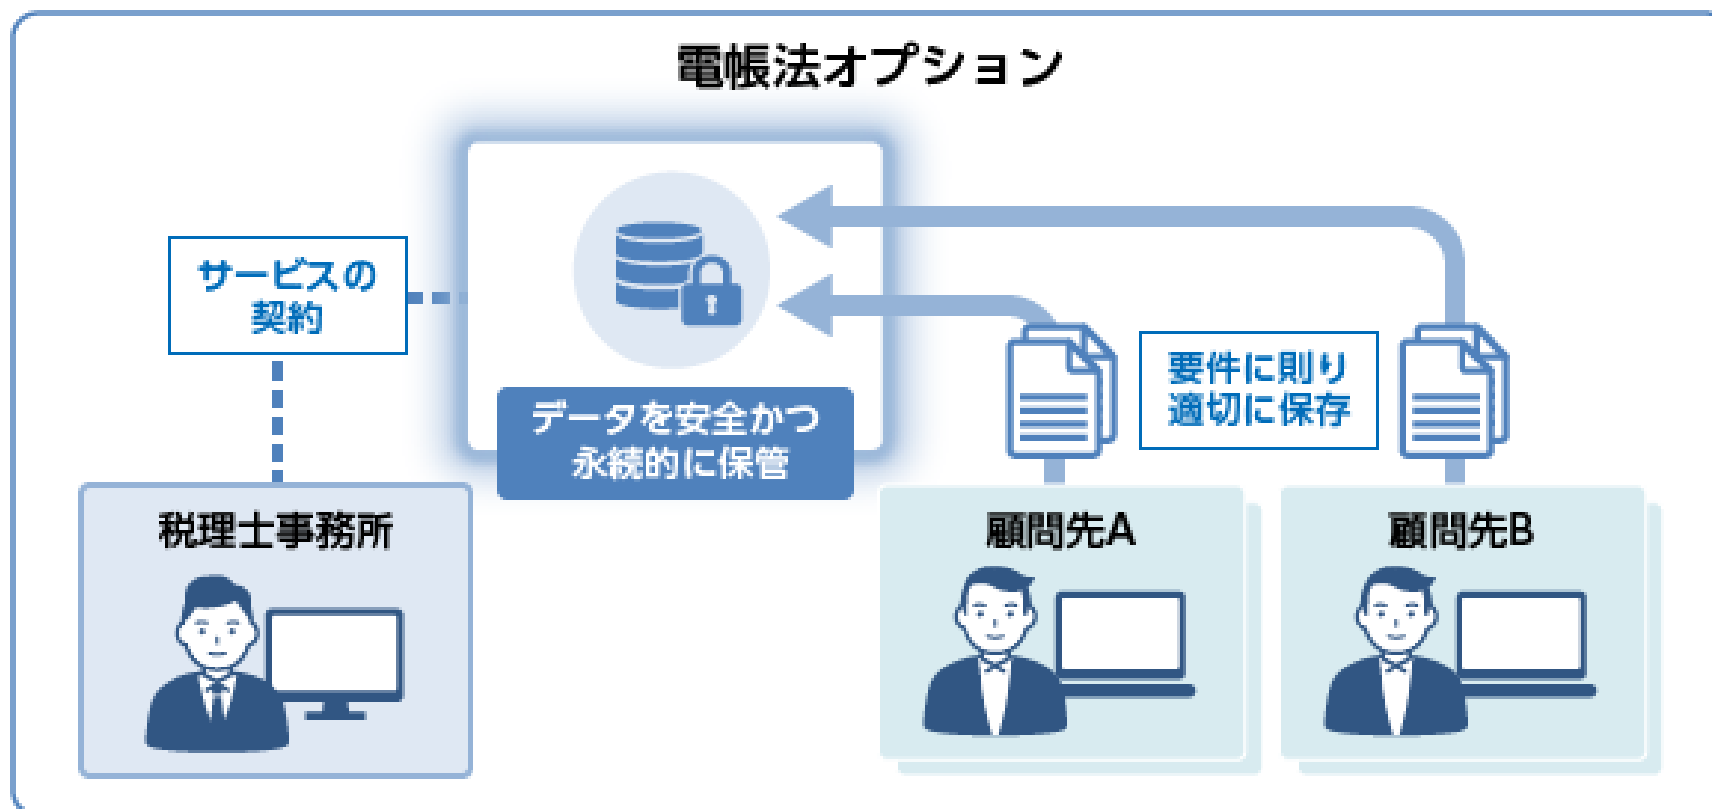 電帳法オプション
サービスの
契約
データを安全かつ
永続的に保管
要件に則り
適切に保存
税理士事務所
顧問先A
顧問先B